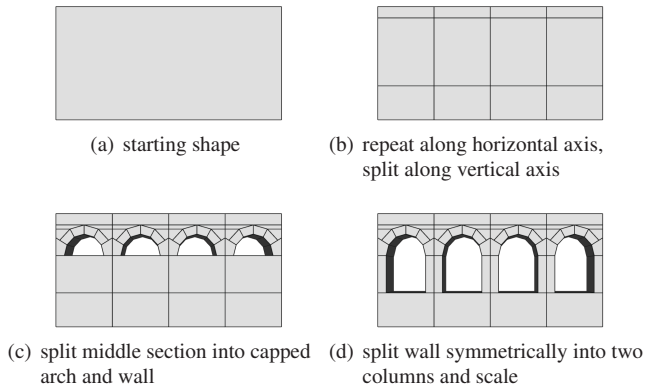 (a) starting shape
(b) repeat along horizontal axis,
split along vertical axis
(c) split middle section into capped
arch and wall
(d) split wall symmetrically into two
columns and scale